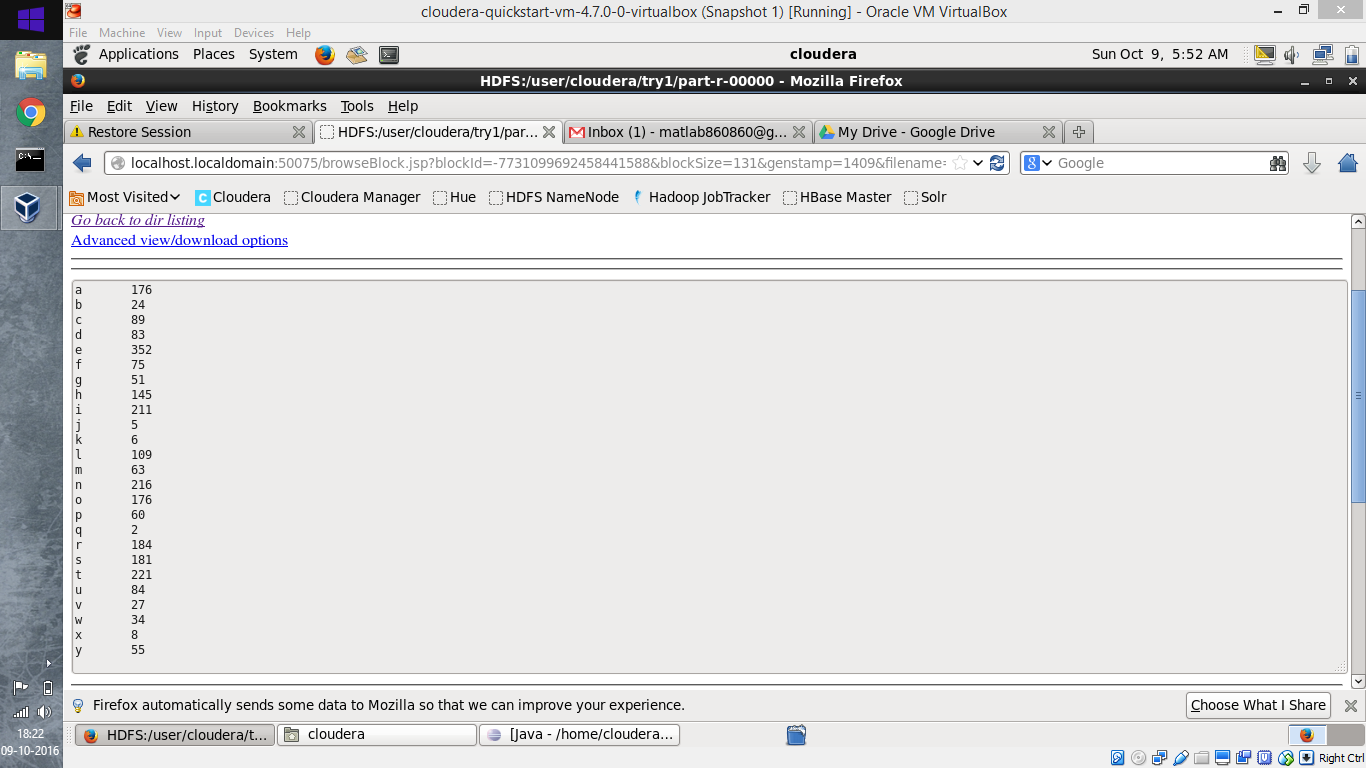 cloudera-quickstart-vm-4.7.0-0-virtualbox (Snapshot 1) [Running] - Oracle VM VirtualBox
File Machine View Input Devices Help
Applications Places System cloudera Sun Oct 9, 5:52 AM
HDFS:/user/cloudera/try1/part-r-00000 - Mozilla Firefox
File Edit View History Bookmarks Tools Help
Restore Session HDFS:/user/cloudera/try1/par... Inbox (1) - matlab860860@g... My Drive - Google Drive
localhost.localdomain:50075/browseBlock.jsp?blockId=-7731099692458441588&blockSize=131&genstamp=1409&filename= Google
Most Visited Cloudera Cloudera Manager Hue HDFS NameNode Hadoop JobTracker HBase Master Solr
Go back to dir listing
Advanced view/download options
a 176
b 24
c 89
d 83
e 352
f 75
g 51
h 145
i 211
j 5
k 6
l 109
m 63
n 216
o 176
p 60
q 2
r 184
s 181
t 221
u 84
v 27
w 34
x 8
y 55
Firefox automatically sends some data to Mozilla so that we can improve your experience. Choose What I Share
HDFS:/user/cloudera/t... cloudera [Java - /home/cloudera...
18:22
09-10-2016
Right Ctrl